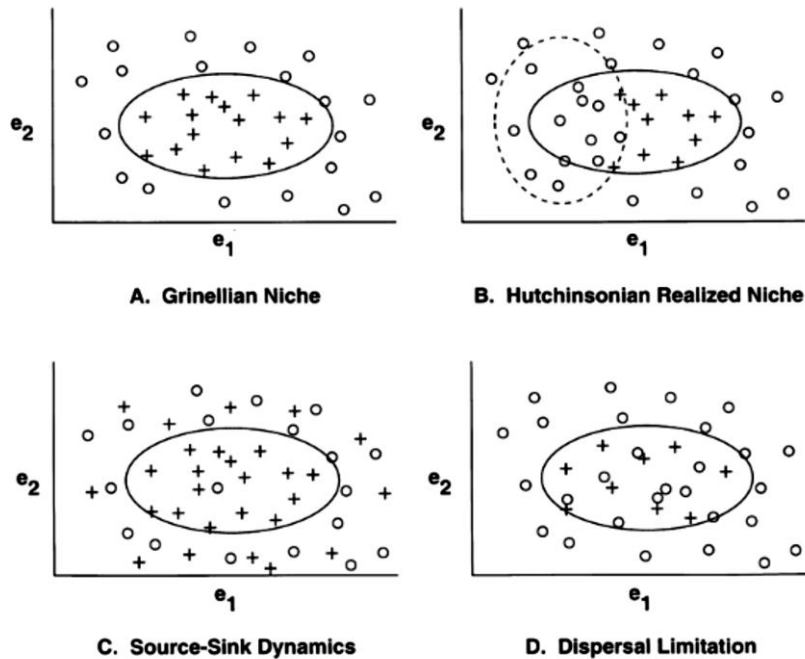 e2
e1
A. Grinellian Niche
e2
e1
B. Hutchinsonian Realized Niche
e2
e1
C. Source-Sink Dynamics
e2
e1
D. Dispersal Limitation